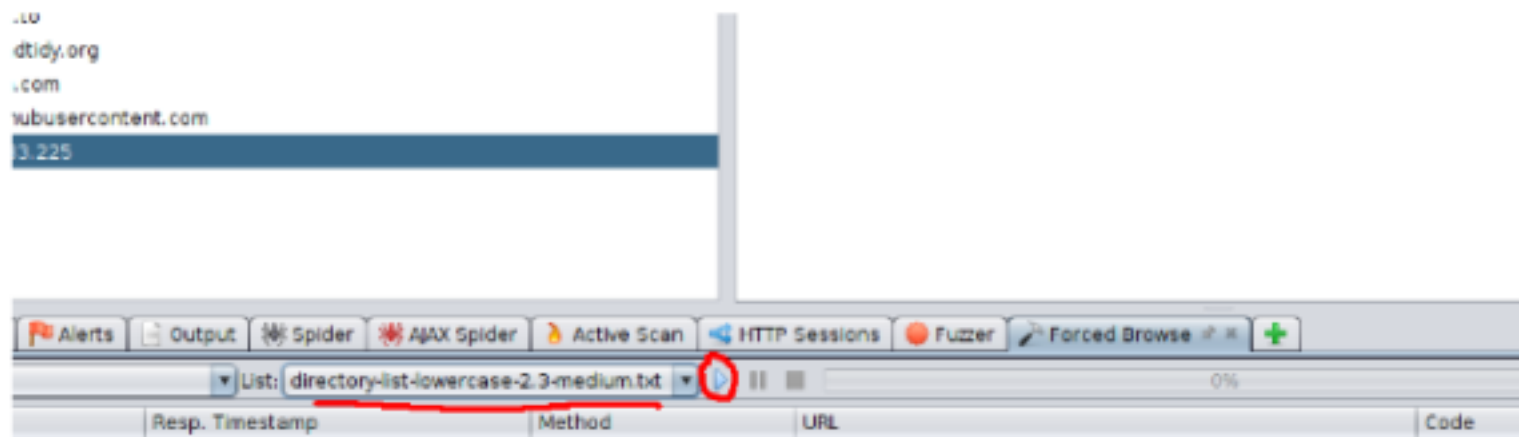 .to
dtidy.org
.com
ubusercontent.com
3.225
Alerts Output Spider AJAX Spider Active Scan HTTP Sessions Fuzzer Forced Browse
List: directory-list-lowercase-2.3-medium.txt 0%
Resp. Timestamp Method URL Code